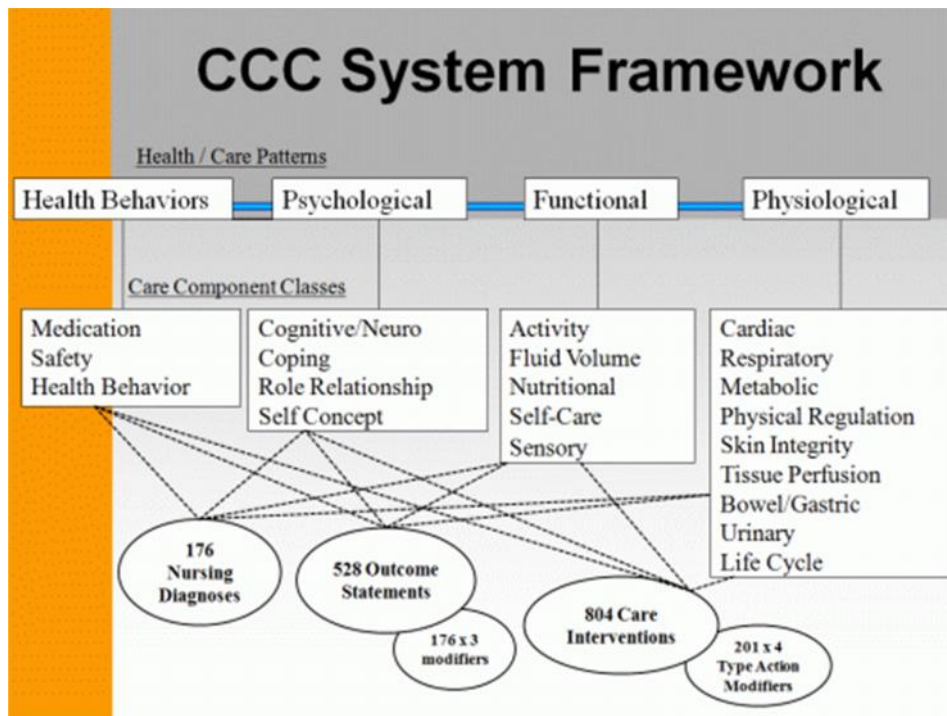 CCC System Framework
Health / Care Patterns
Health Behaviors
Psychological
Functional
Physiological
Care Component Classes
Medication
Safety
Health Behavior
Cognitive/Neuro
Coping
Role Relationship
Self Concept
Activity
Fluid Volume
Nutritional
Self-Care
Sensory
Cardiac
Respiratory
Metabolic
Physical Regulation
Skin Integrity
Tissue Perfusion
Bowel/Gastric
Urinary
Life Cycle
176
Nursing
Diagnoses
528 Outcome
Statements
176 x 3
modifiers
804 Care
Interventions
201 x 4
Type Action
Modifiers